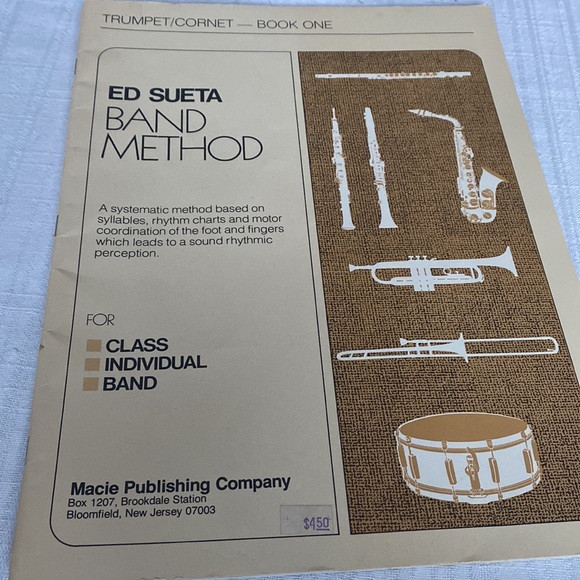 TRUMPET/CORNET — BOOK ONE
ED SUETA
BAND
METHOD
A systematic method based on
syllables, rhythm charts and motor
coordination of the foot and fingers
which leads to a sound rhythmic
perception.
FOR
CLASS
INDIVIDUAL
BAND
Macie Publishing Company
Box 1207, Brookdale Station
Bloomfield, New Jersey 07003
$4.50